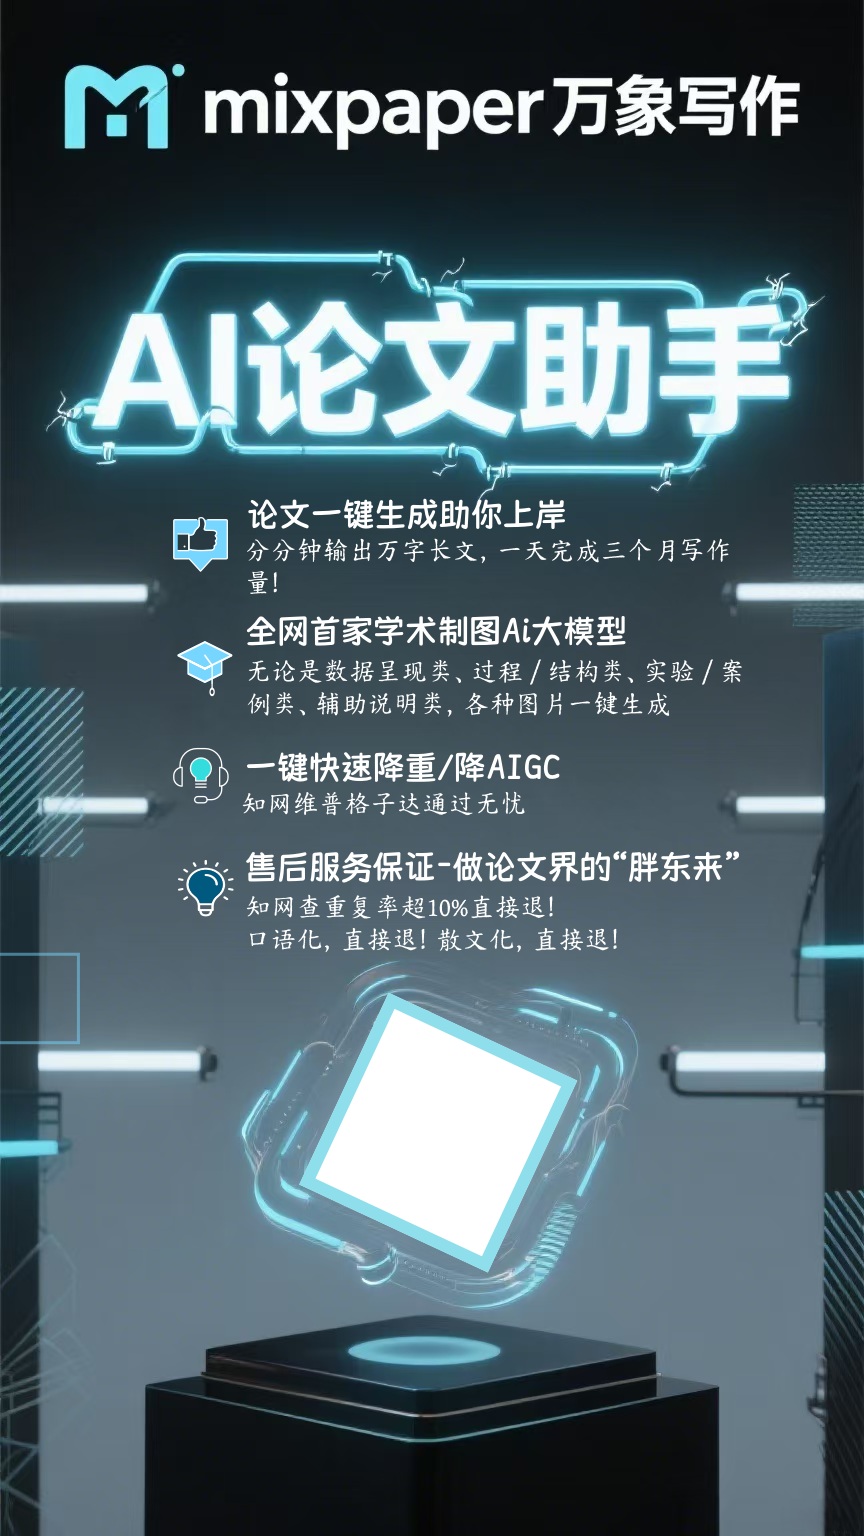 mixpaper万象写作
AI论文助手
论文一键生成助你上岸
分分钟输出万字长文，一天完成三个月写作
量！
全网首家学术制图Ai大模型
无论是数据呈现类、过程/结构类、实验/案
例类、辅助说明类，各种图片一键生成
一键快速降重/降AIGC
知网维普格子达通过无忧
售后服务保证-做论文界的“胖东来”
知网查重复率超10%直接退！
口语化，直接退！散文化，直接退！